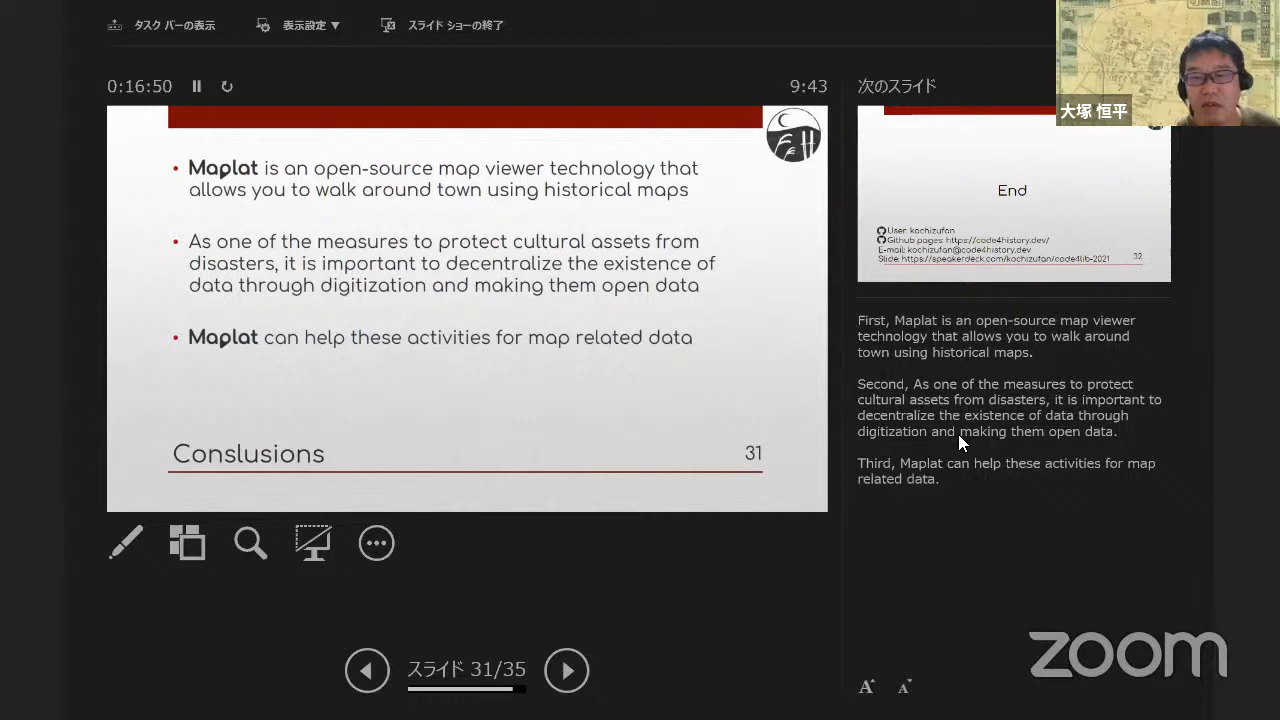 タスク バーの表示
表示設定 ▼
スライド ショーの終了
0:16:50
9:43
次のスライド
大塚 恒平
• Maplat is an open-source map viewer technology that
allows you to walk around town using historical maps
• As one of the measures to protect cultural assets from
disasters, it is important to decentralize the existence of
data through digitization and making them open data
• Maplat can help these activities for map related data
Conslusions
31
End
User: kochizufan
Github pages: https://code4history.dev/
E-mail: kochizufan@code4history.dev
Slide: https://speakerdeck.com/kochizufan/code4lib-2021
32
First, Maplat is an open-source map viewer
technology that allows you to walk around
town using historical maps.
Second, As one of the measures to protect
cultural assets from disasters, it is important to
decentralize the existence of data through
digitization and making them open data.
Third, Maplat can help these activities for map
related data.
スライド 31/35
A A
zoom